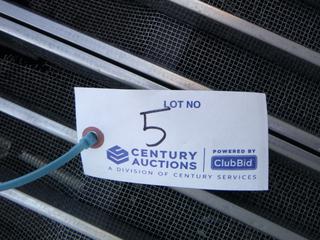 LOT NO
5
CENTURY AUCTIONS
POWERED BY
ClubBid
A DIVISION OF CENTURY SERVICES